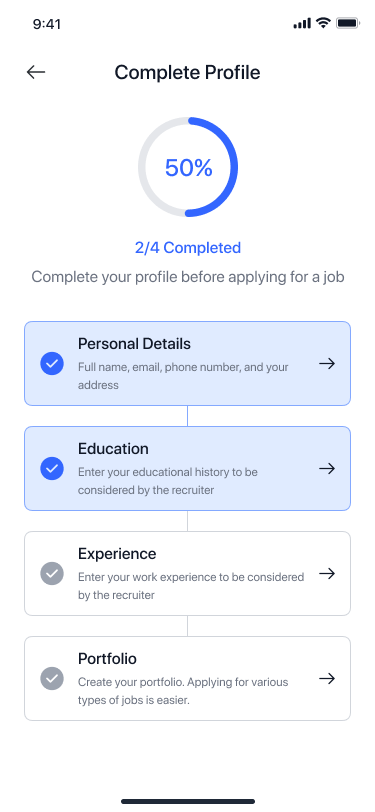 9:41
Complete Profile
50%
2/4 Completed
Complete your profile before applying for a job
Personal Details
Full name, email, phone number, and your
address
Education
Enter your educational history to be
considered by the recruiter
Experience
Enter your work experience to be considered
by the recruiter
Portfolio
Create your portfolio. Applying for various
types of jobs is easier.